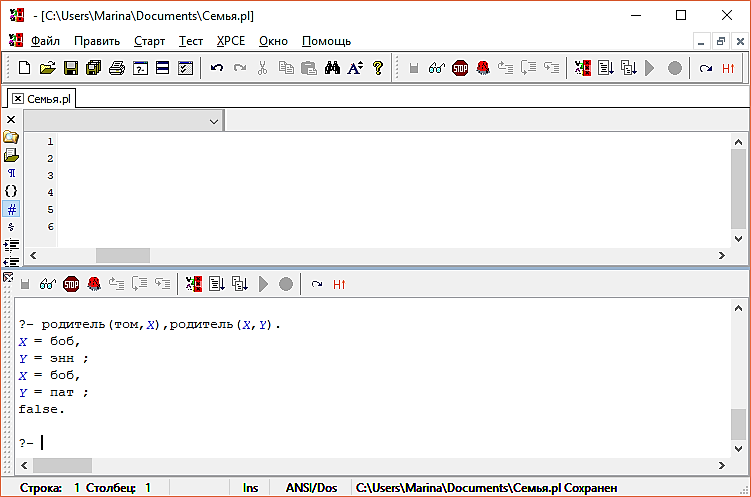 - [C:\Users\Marina\Documents\Семья.pl]
Файл Править Старт Тест XPCE Окно Помощь
Семья.pl
1
2
3
4
5
6
?- родитель(том,X),родитель(X,Y).
X = боб,
Y = энн ;
X = боб,
Y = пат ;
false.
?-
Строка: 1 Столбец: 1 Ins ANSI/Dos C:\Users\Marina\Documents\Семья.pl Сохранен